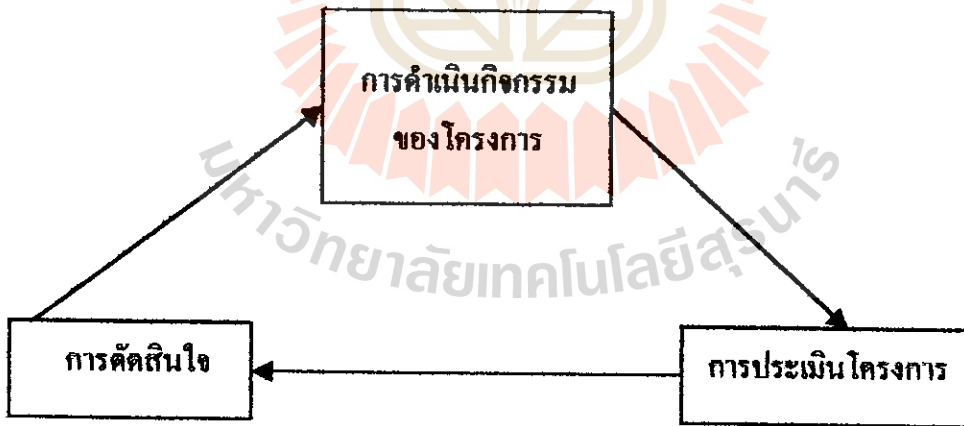 การดำเนินกิจกรรม
ของโครงการ
มหาวิทยาลัยเทคโนโลยีสุรนารี
การตัดสินใจ
การประเมินโครงการ